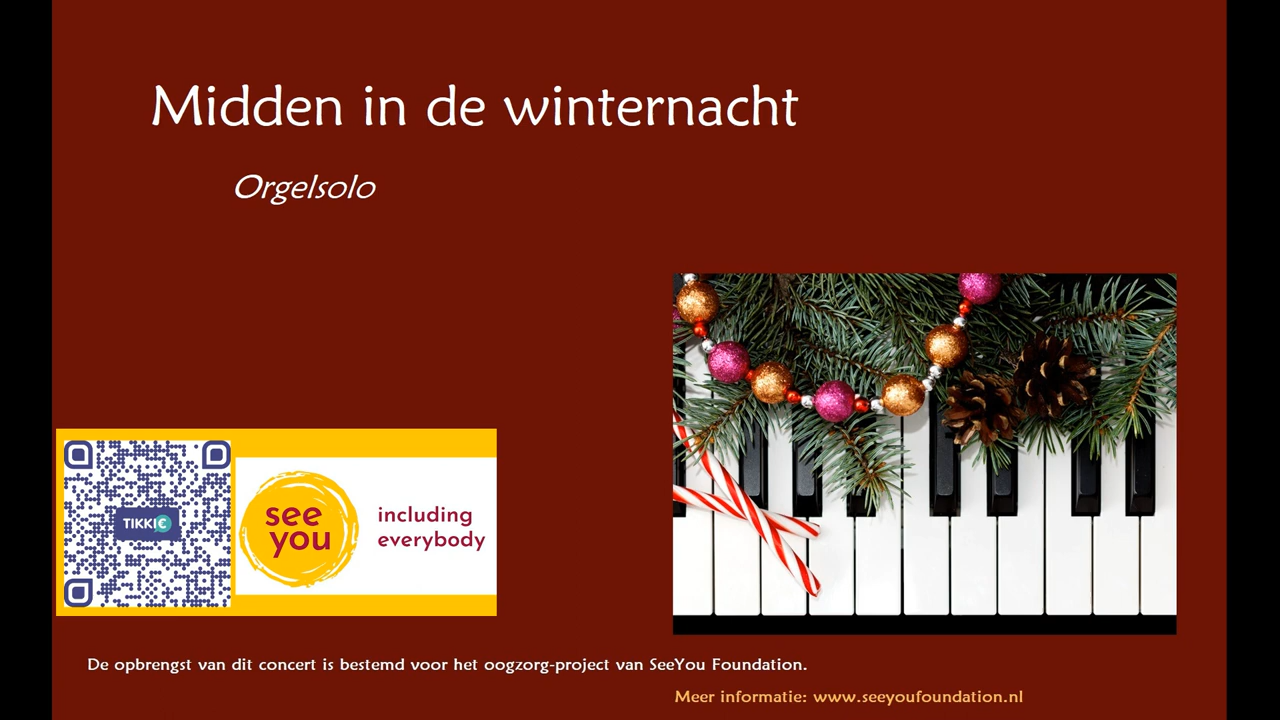 Midden in de winternacht
Orgelsolo
TIKKIE
see
you
including
everybody
De opbrengst van dit concert is bestemd voor het oogzorg-project van SeeYou Foundation.
Meer informatie: www.seeyoufoundation.nl